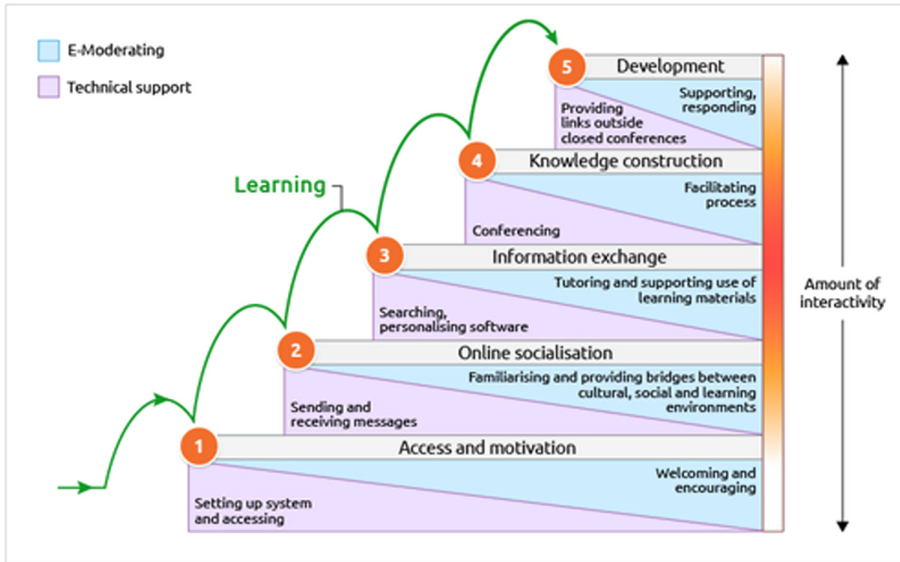 E-Moderating
Technical support
Learning
5
Development
Supporting,
responding
Providing
links outside
closed conferences
4
Knowledge construction
Facilitating
process
Conferencing
3
Information exchange
Tutoring and supporting use of
learning materials
Searching,
personalising software
2
Online socialisation
Familiarising and providing bridges between
cultural, social and learning
environments
Sending and
receiving messages
1
Access and motivation
Welcoming and
encouraging
Setting up system
and accessing
Amount of
interactivity